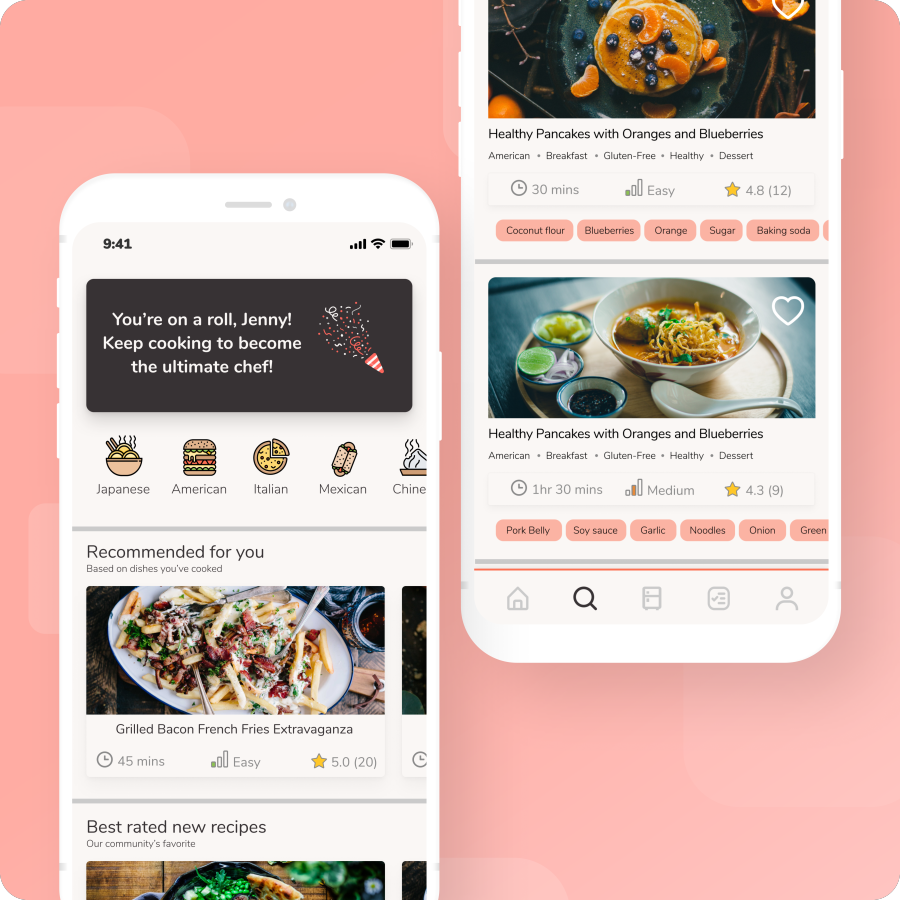 9:41
You're on a roll, Jenny!
Keep cooking to become
the ultimate chef!
Japanese American Italian Mexican Chine
Recommended for you
Based on dishes you've cooked
Grilled Bacon French Fries Extravaganza
45 mins Easy 5.0 (20)
Best rated new recipes
Our community's favorite
Healthy Pancakes with Oranges and Blueberries
American • Breakfast • Gluten-Free • Healthy • Dessert
30 mins Easy 4.8 (12)
Coconut flour Blueberries Orange Sugar Baking soda
Healthy Pancakes with Oranges and Blueberries
American • Breakfast • Gluten-Free • Healthy • Dessert
1hr 30 mins Medium 4.3 (9)
Pork Belly Soy sauce Garlic Noodles Onion Green